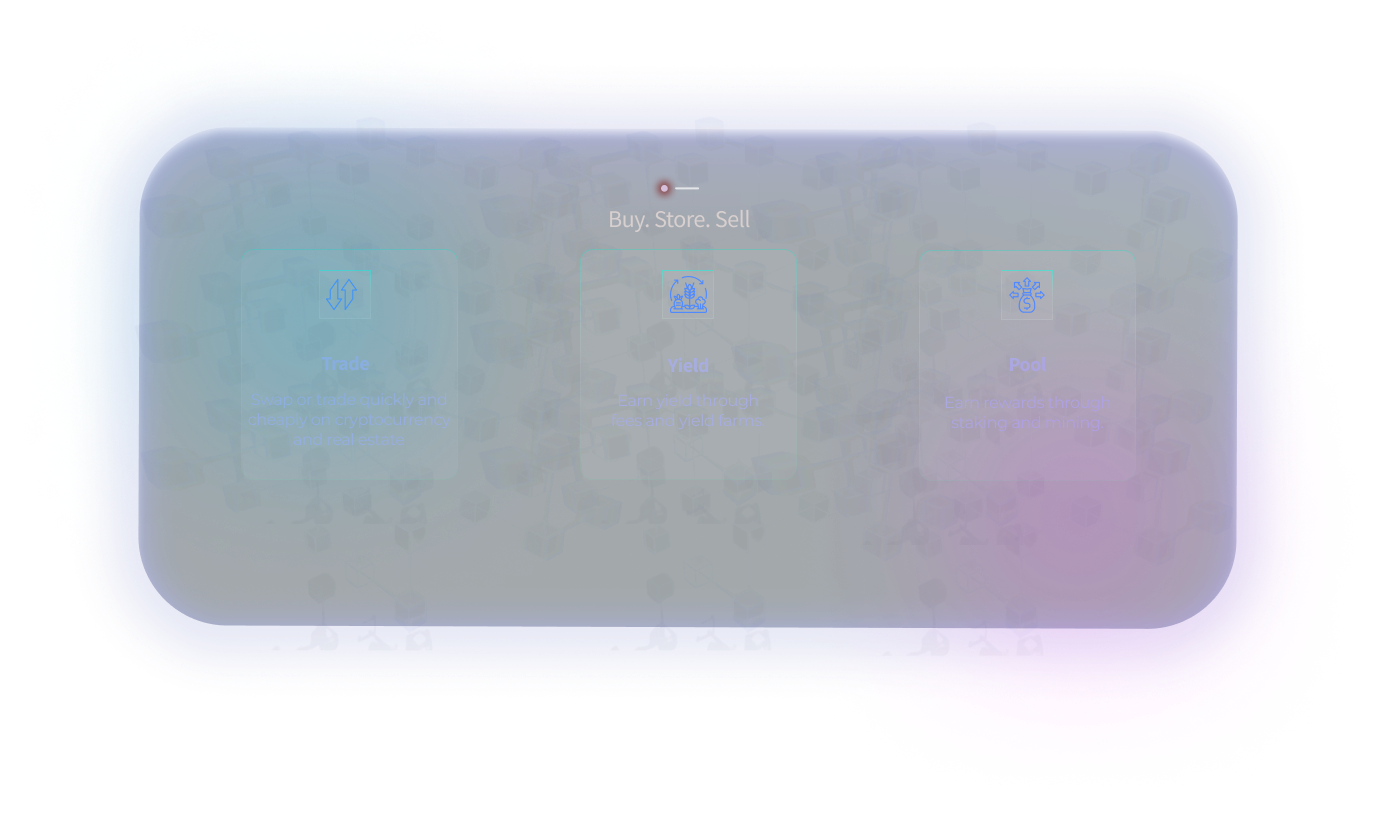 Buy. Store. Sell
Trade
Yield
Pool
Swap or trade quickly and
cheaply on cryptocurrency
and real estate
Earn yield through
fees and yield farms
Earn rewards through
staking and mining